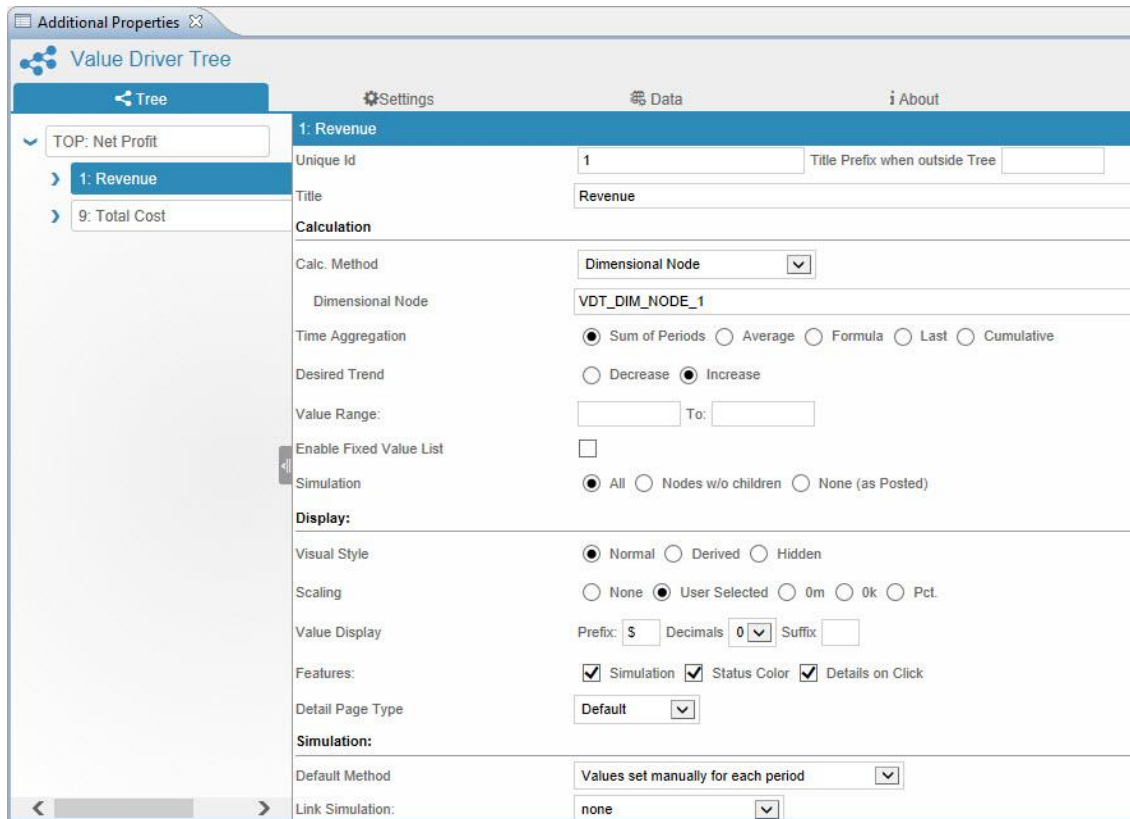 Additional Properties
Value Driver Tree
Tree Settings Data About
TOP: Net Profit
1: Revenue
9: Total Cost
1: Revenue
Unique Id 1 Title Prefix when outside Tree
Title Revenue
Calculation
Calc. Method Dimensional Node
Dimensional Node VDT_DIM_NODE_1
Time Aggregation Sum of Periods Average Formula Last Cumulative
Desired Trend Decrease Increase
Value Range: To:
Enable Fixed Value List
Simulation All Nodes w/o children None (as Posted)
Display:
Visual Style Normal Derived Hidden
Scaling None User Selected 0m 0k Pct.
Value Display Prefix: $ Decimals 0 Suffix
Features: Simulation Status Color Details on Click
Detail Page Type Default
Simulation:
Default Method Values set manually for each period
Link Simulation: none